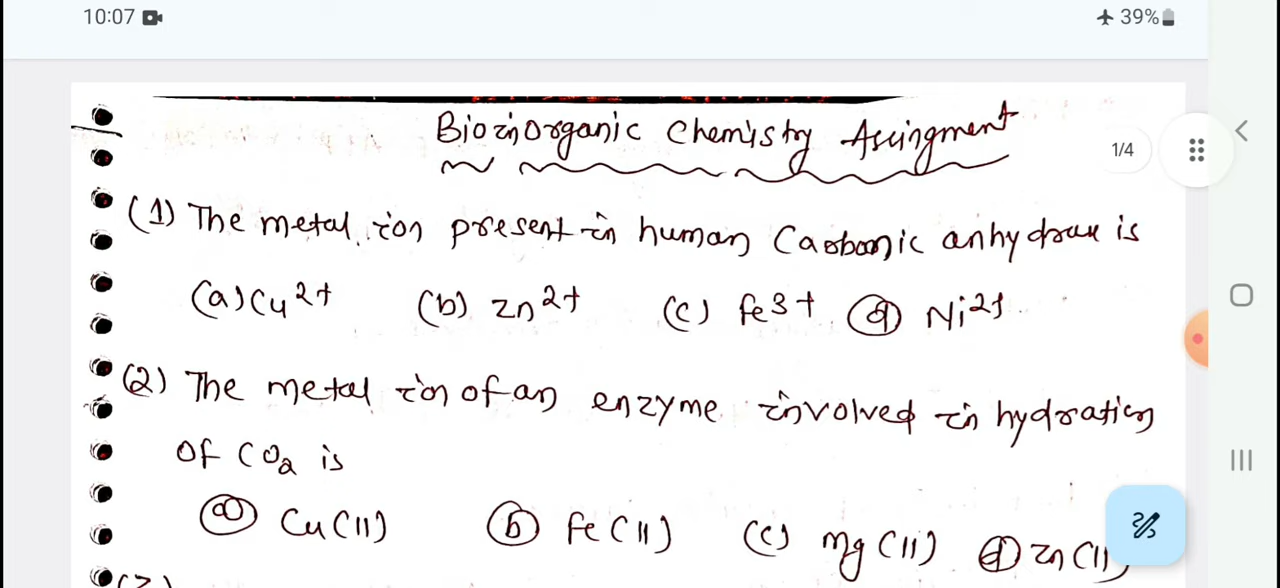 10:07
39%
Bioinorganic Chemistry Assingment
1/4
(1) The metal ion present in human Carbonic anhydrase is
(a) Cu2+ (b) Zn2+ (c) Fe3+ (d) Ni2+
(2) The metal ion of an enzyme involved in hydration
of CO2 is
(a) Cu(II) (b) Fe(II) (c) Mg(II) (d) Zn(II)